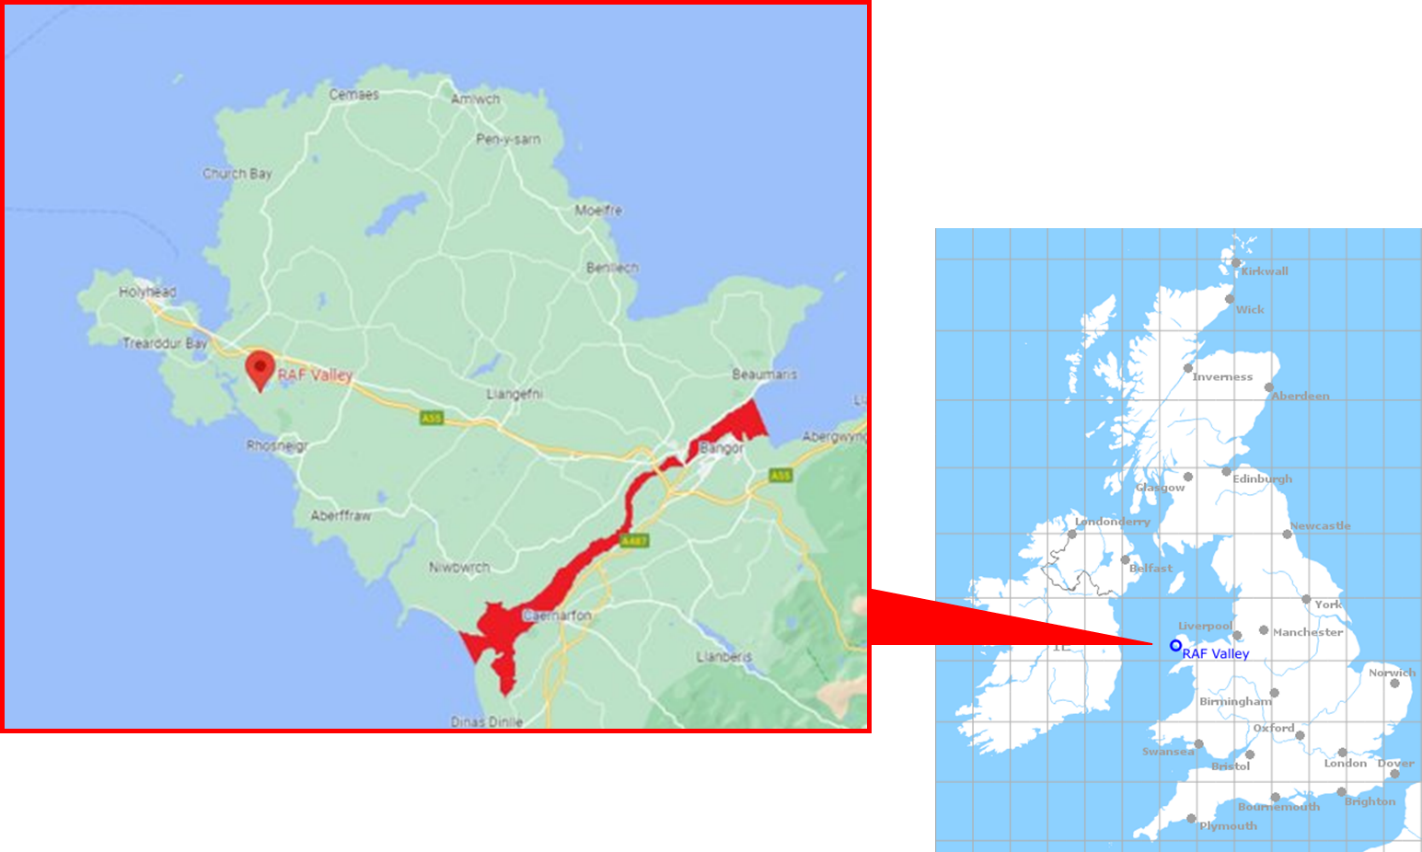 Cemaes
Amlwch
Pen-y-sarn
Church Bay
Moelfre
Benllech
Holyhead
Trearddur Bay
RAF Valley
Beaumaris
Llangefni
A55
Rhosneigr
Bangor
Abergwyng
A55
Aberffraw
A487
Niwbwrch
Caernarfon
Llanberis
Dinas Dinlle
Kirkwall
Wick
Inverness
Aberdeen
Glasgow
Edinburgh
Londonderry
Newcastle
Belfast
York
Liverpool
Manchester
IE
RAF Valley
Norwich
Birmingham
Oxford
Swansea
Bristol
London
Dover
Bournemouth
Brighton
Plymouth